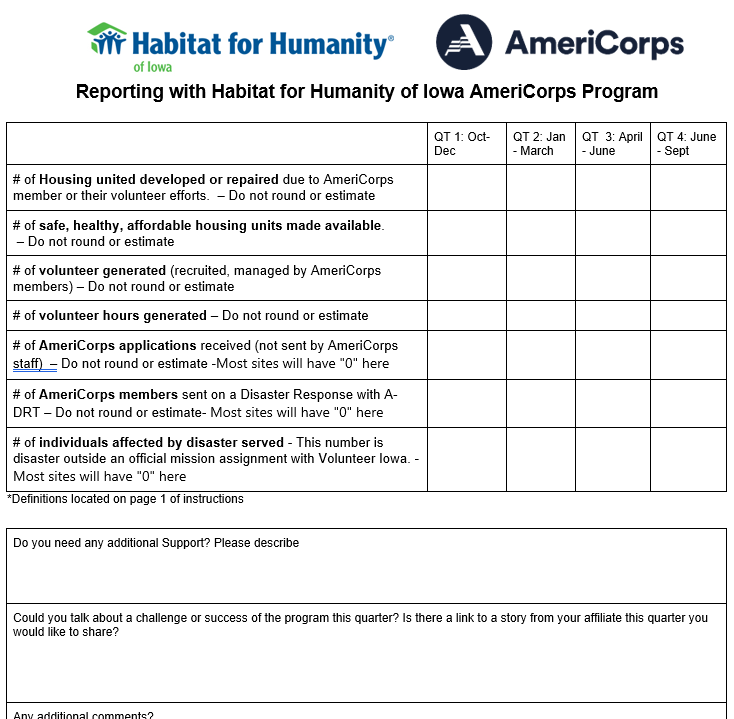 Habitat for Humanity®
of Iowa
A
AmeriCorps
Reporting with Habitat for Humanity of Iowa AmeriCorps Program
QT 1: Oct-
Dec
QT 2: Jan
- March
QT  3: April
- June
QT 4: June
- Sept
# of Housing united developed or repaired due to AmeriCorps
member or their volunteer efforts.  – Do not round or estimate
# of safe, healthy, affordable housing units made available.
– Do not round or estimate
# of volunteer generated (recruited, managed by AmeriCorps
members) – Do not round or estimate
# of volunteer hours generated – Do not round or estimate
# of AmeriCorps applications received (not sent by AmeriCorps
staff)  – Do not round or estimate -Most sites will have "0" here
# of AmeriCorps members sent on a Disaster Response with A-
DRT – Do not round or estimate- Most sites will have "0" here
# of individuals affected by disaster served - This number is
disaster outside an official mission assignment with Volunteer Iowa. -
Most sites will have "0" here
*Definitions located on page 1 of instructions
Do you need any additional Support? Please describe
Could you talk about a challenge or success of the program this quarter? Is there a link to a story from your affiliate this quarter you
would like to share?
Any additional comments?